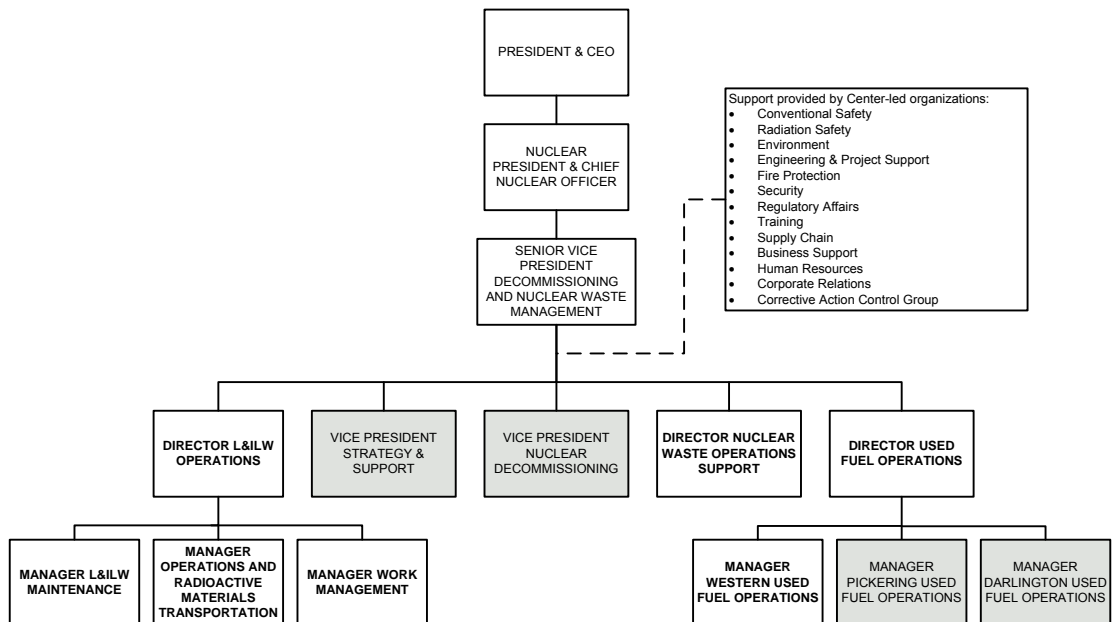 PRESIDENT & CEO
Support provided by Center-led organizations:
• Conventional Safety
• Radiation Safety
• Environment
• Engineering & Project Support
• Fire Protection
• Security
• Regulatory Affairs
• Training
• Supply Chain
• Business Support
• Human Resources
• Corporate Relations
• Corrective Action Control Group
NUCLEAR
PRESIDENT & CHIEF
NUCLEAR OFFICER
SENIOR VICE
PRESIDENT
DECOMMISSIONING
AND NUCLEAR WASTE
MANAGEMENT
DIRECTOR L&ILW
OPERATIONS
VICE PRESIDENT
STRATEGY &
SUPPORT
VICE PRESIDENT
NUCLEAR
DECOMMISSIONING
DIRECTOR NUCLEAR
WASTE OPERATIONS
SUPPORT
DIRECTOR USED
FUEL OPERATIONS
MANAGER L&ILW
MAINTENANCE
MANAGER
OPERATIONS AND
RADIOACTIVE
MATERIALS
TRANSPORTATION
MANAGER WORK
MANAGEMENT
MANAGER
WESTERN USED
FUEL OPERATIONS
MANAGER
PICKERING USED
FUEL OPERATIONS
MANAGER
DARLINGTON USED
FUEL OPERATIONS